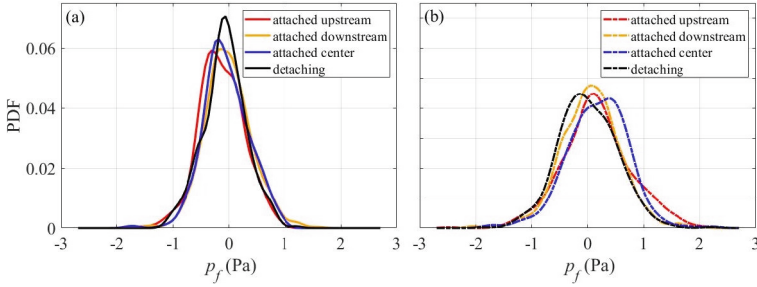 (a)
attached upstream
attached downstream
attached center
detaching
PDF
0.06
0.04
0.02
0
-3 -2 -1 0 1 2 3
p_f (Pa)
(b)
attached upstream
attached downstream
attached center
detaching
-3 -2 -1 0 1 2 3
p_f (Pa)